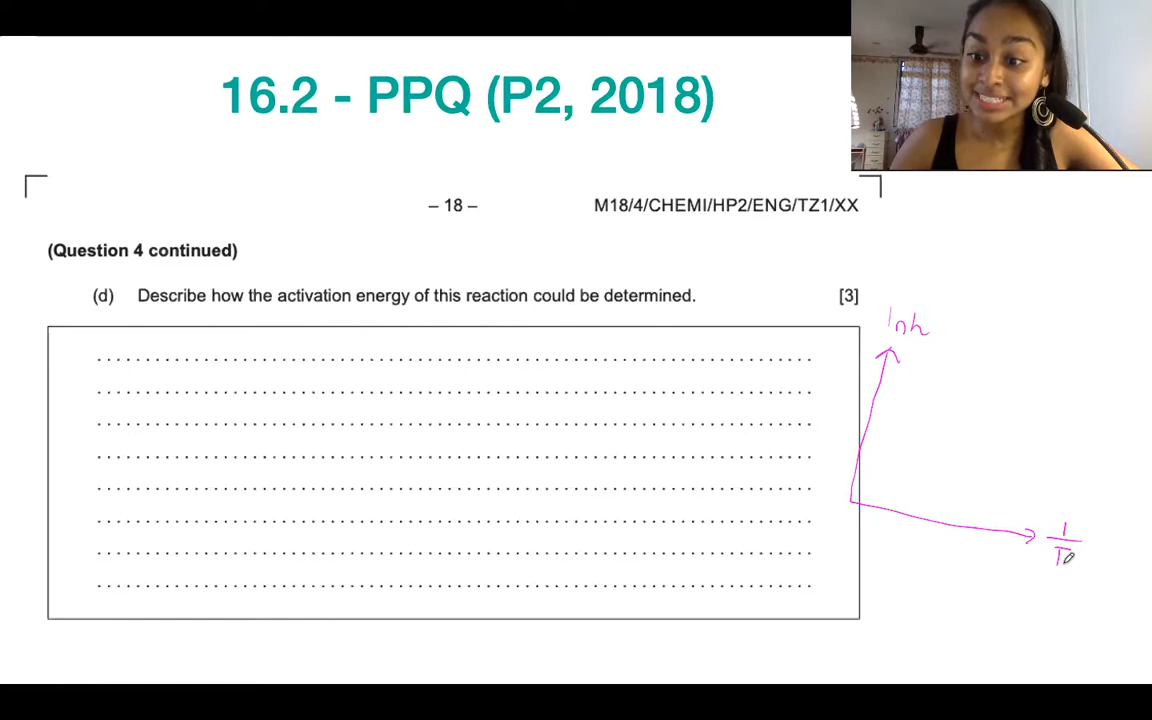 16.2 - PPQ (P2, 2018)
– 18 –
M18/4/CHEMI/HP2/ENG/TZ1/XX
(Question 4 continued)
(d) Describe how the activation energy of this reaction could be determined. [3]
lnk
1
T